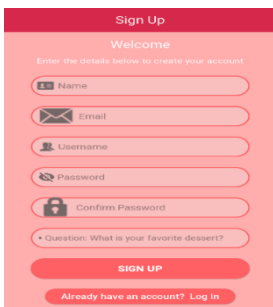 Sign Up
Welcome
Enter the details below to create your account
Name
Email
Username
Password
Confirm Password
• Question: What is your favorite dessert?
SIGN UP
Already have an account? Log In